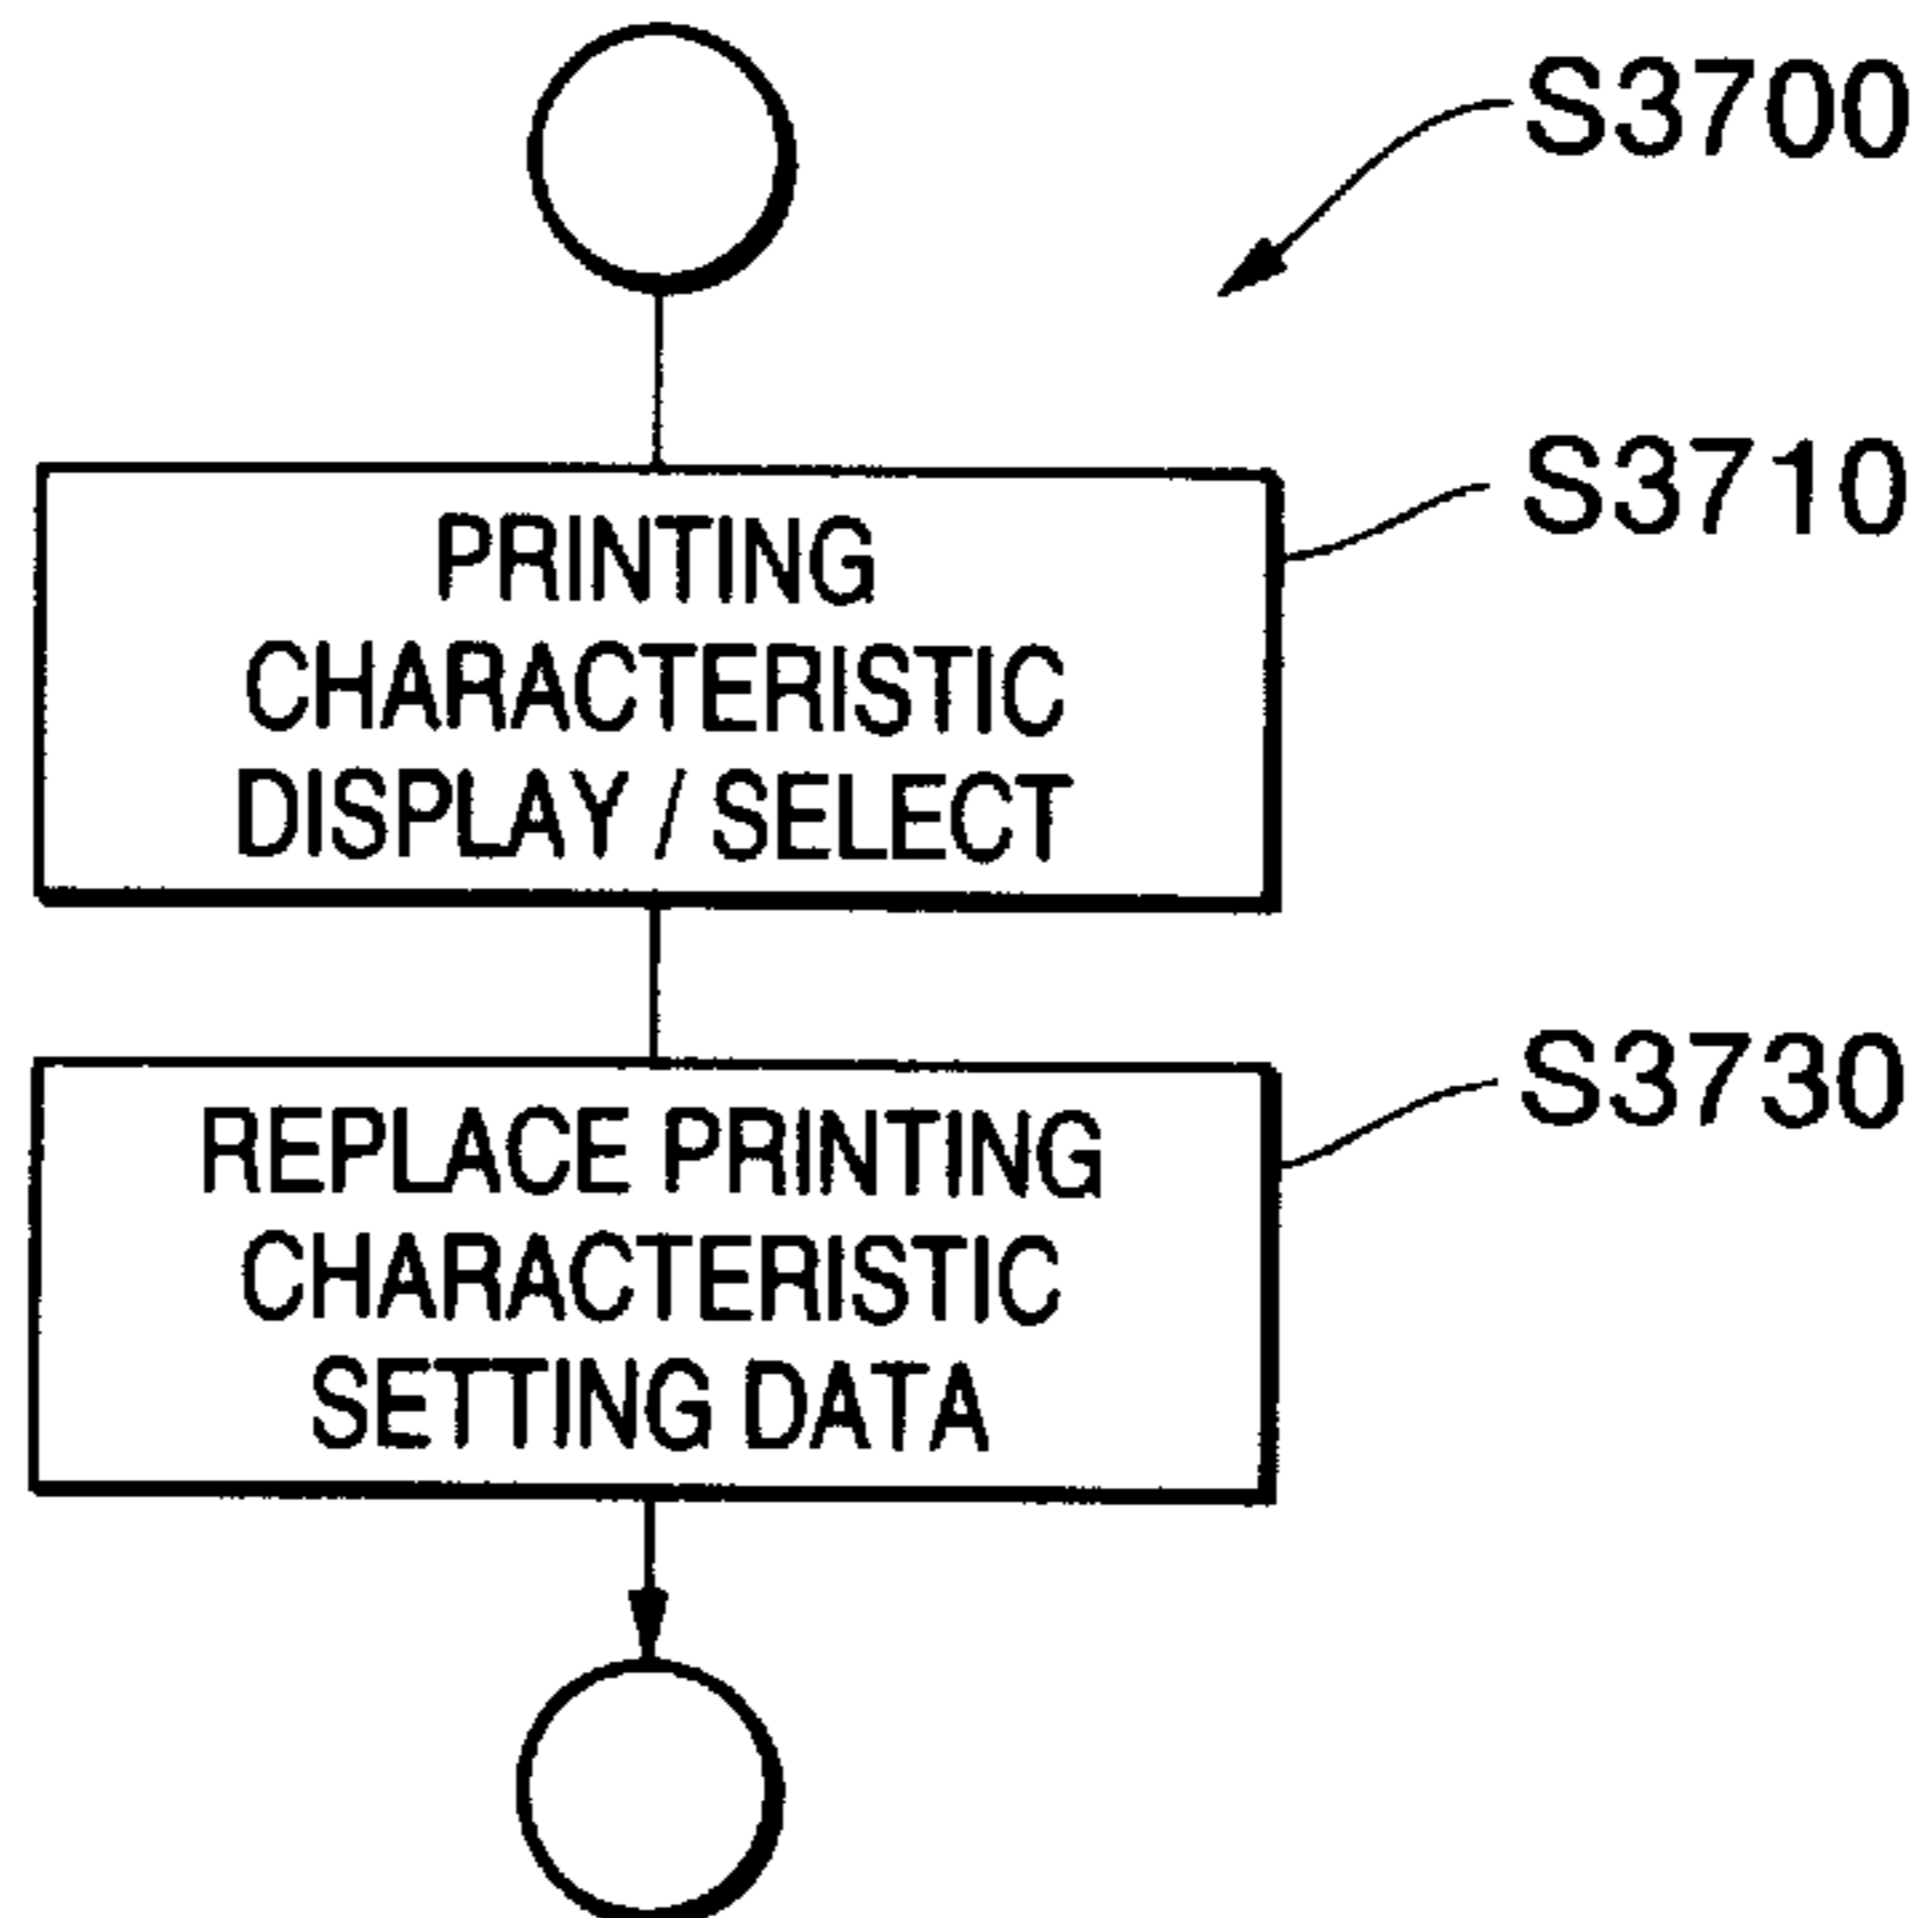 S3700
S3710
PRINTING
CHARACTERISTIC
DISPLAY / SELECT
S3730
REPLACE PRINTING
CHARACTERISTIC
SETTING DATA